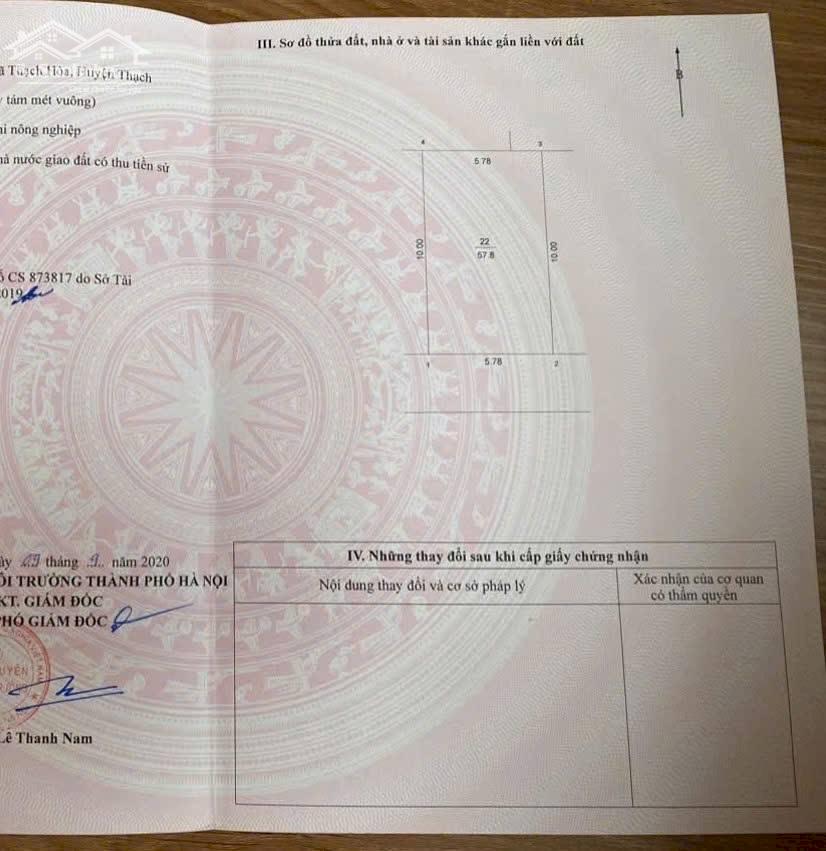 ã Thạch Hòa, Huyện Thạch
tám mét vuông)
hi nông nghiệp
hà nước giao đất có thu tiền sử
ố CS 873817 do Sở Tài
2019
ày 29 tháng 9 năm 2020
ÔI TRƯỜNG THÀNH PHỐ HÀ NỘI
KT. GIÁM ĐỐC
PHÓ GIÁM ĐỐC
Lê Thanh Nam
III. Sơ đồ thửa đất, nhà ở và tài sản khác gắn liền với đất
B
4
3
5.78
10.00
22
57.8
10.00
1
5.78
2
IV. Những thay đổi sau khi cấp giấy chứng nhận
Nội dung thay đổi và cơ sở pháp lý
Xác nhận của cơ quan
có thẩm quyền